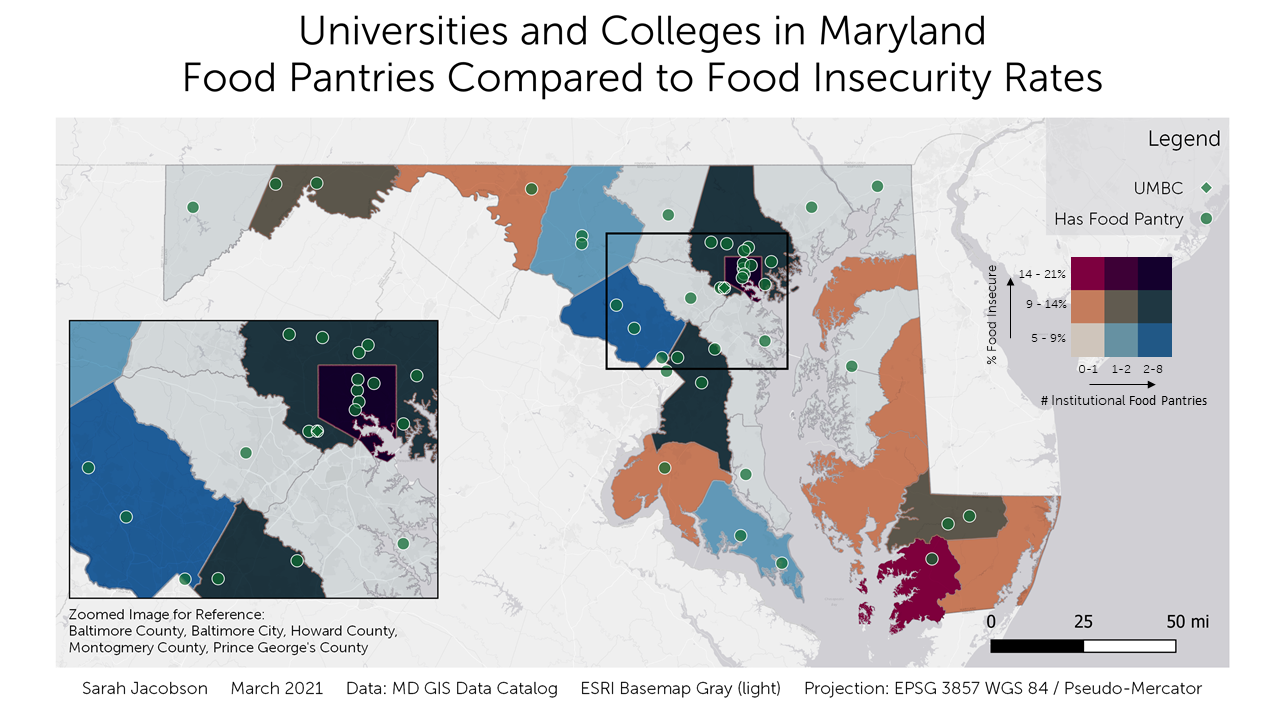 Universities and Colleges in Maryland
Food Pantries Compared to Food Insecurity Rates
Legend
UMBC
Has Food Pantry
% Food Insecure
14 - 21%
9 - 14%
5 - 9%
0-1 1-2 2-8
# Institutional Food Pantries
Zoomed Image for Reference:
Baltimore County, Baltimore City, Howard County,
Montogmery County, Prince George's County
0 25 50 mi
Sarah Jacobson March 2021 Data: MD GIS Data Catalog ESRI Basemap Gray (light) Projection: EPSG 3857 WGS 84 / Pseudo-Mercator